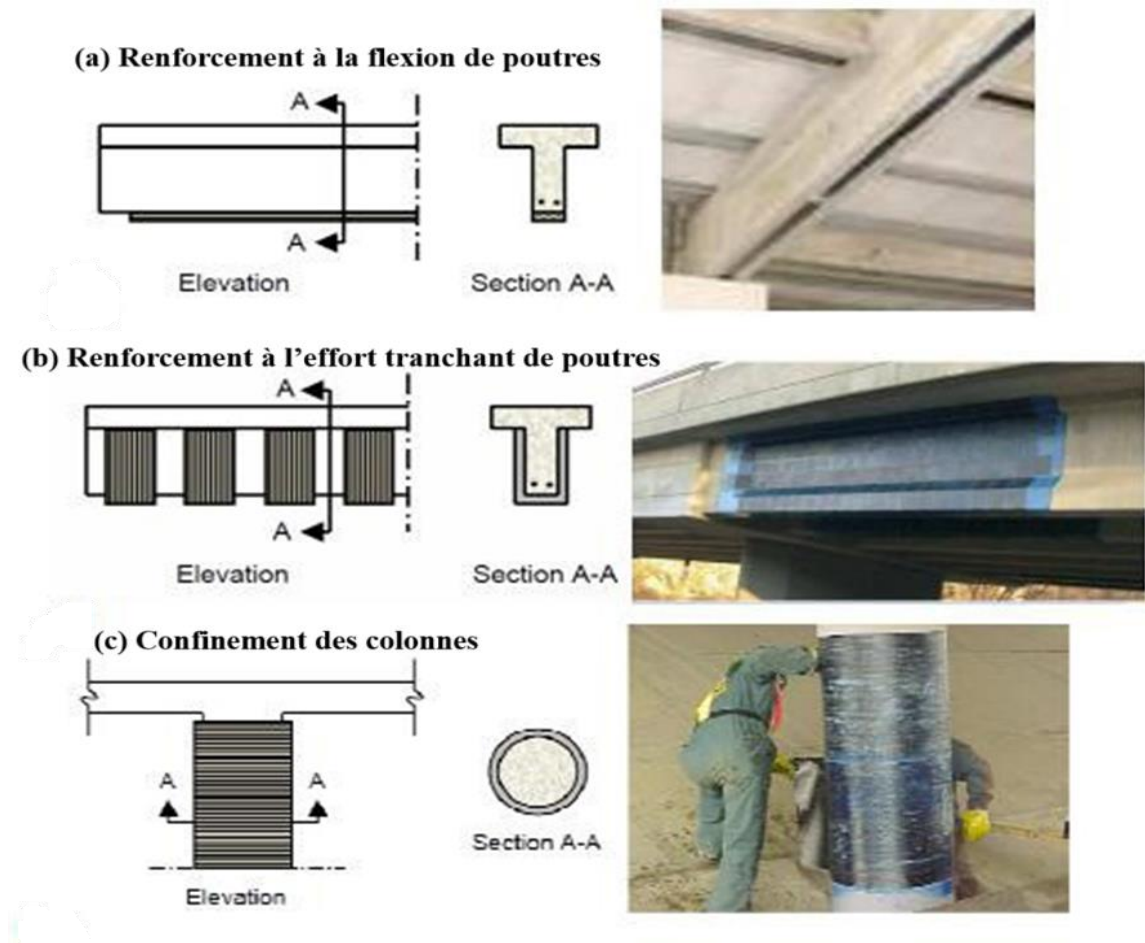 (a) Renforcement à la flexion de poutres
A
A
Elevation
Section A-A
(b) Renforcement à l’effort tranchant de poutres
A
A
Elevation
Section A-A
(c) Confinement des colonnes
A
A
Elevation
Section A-A